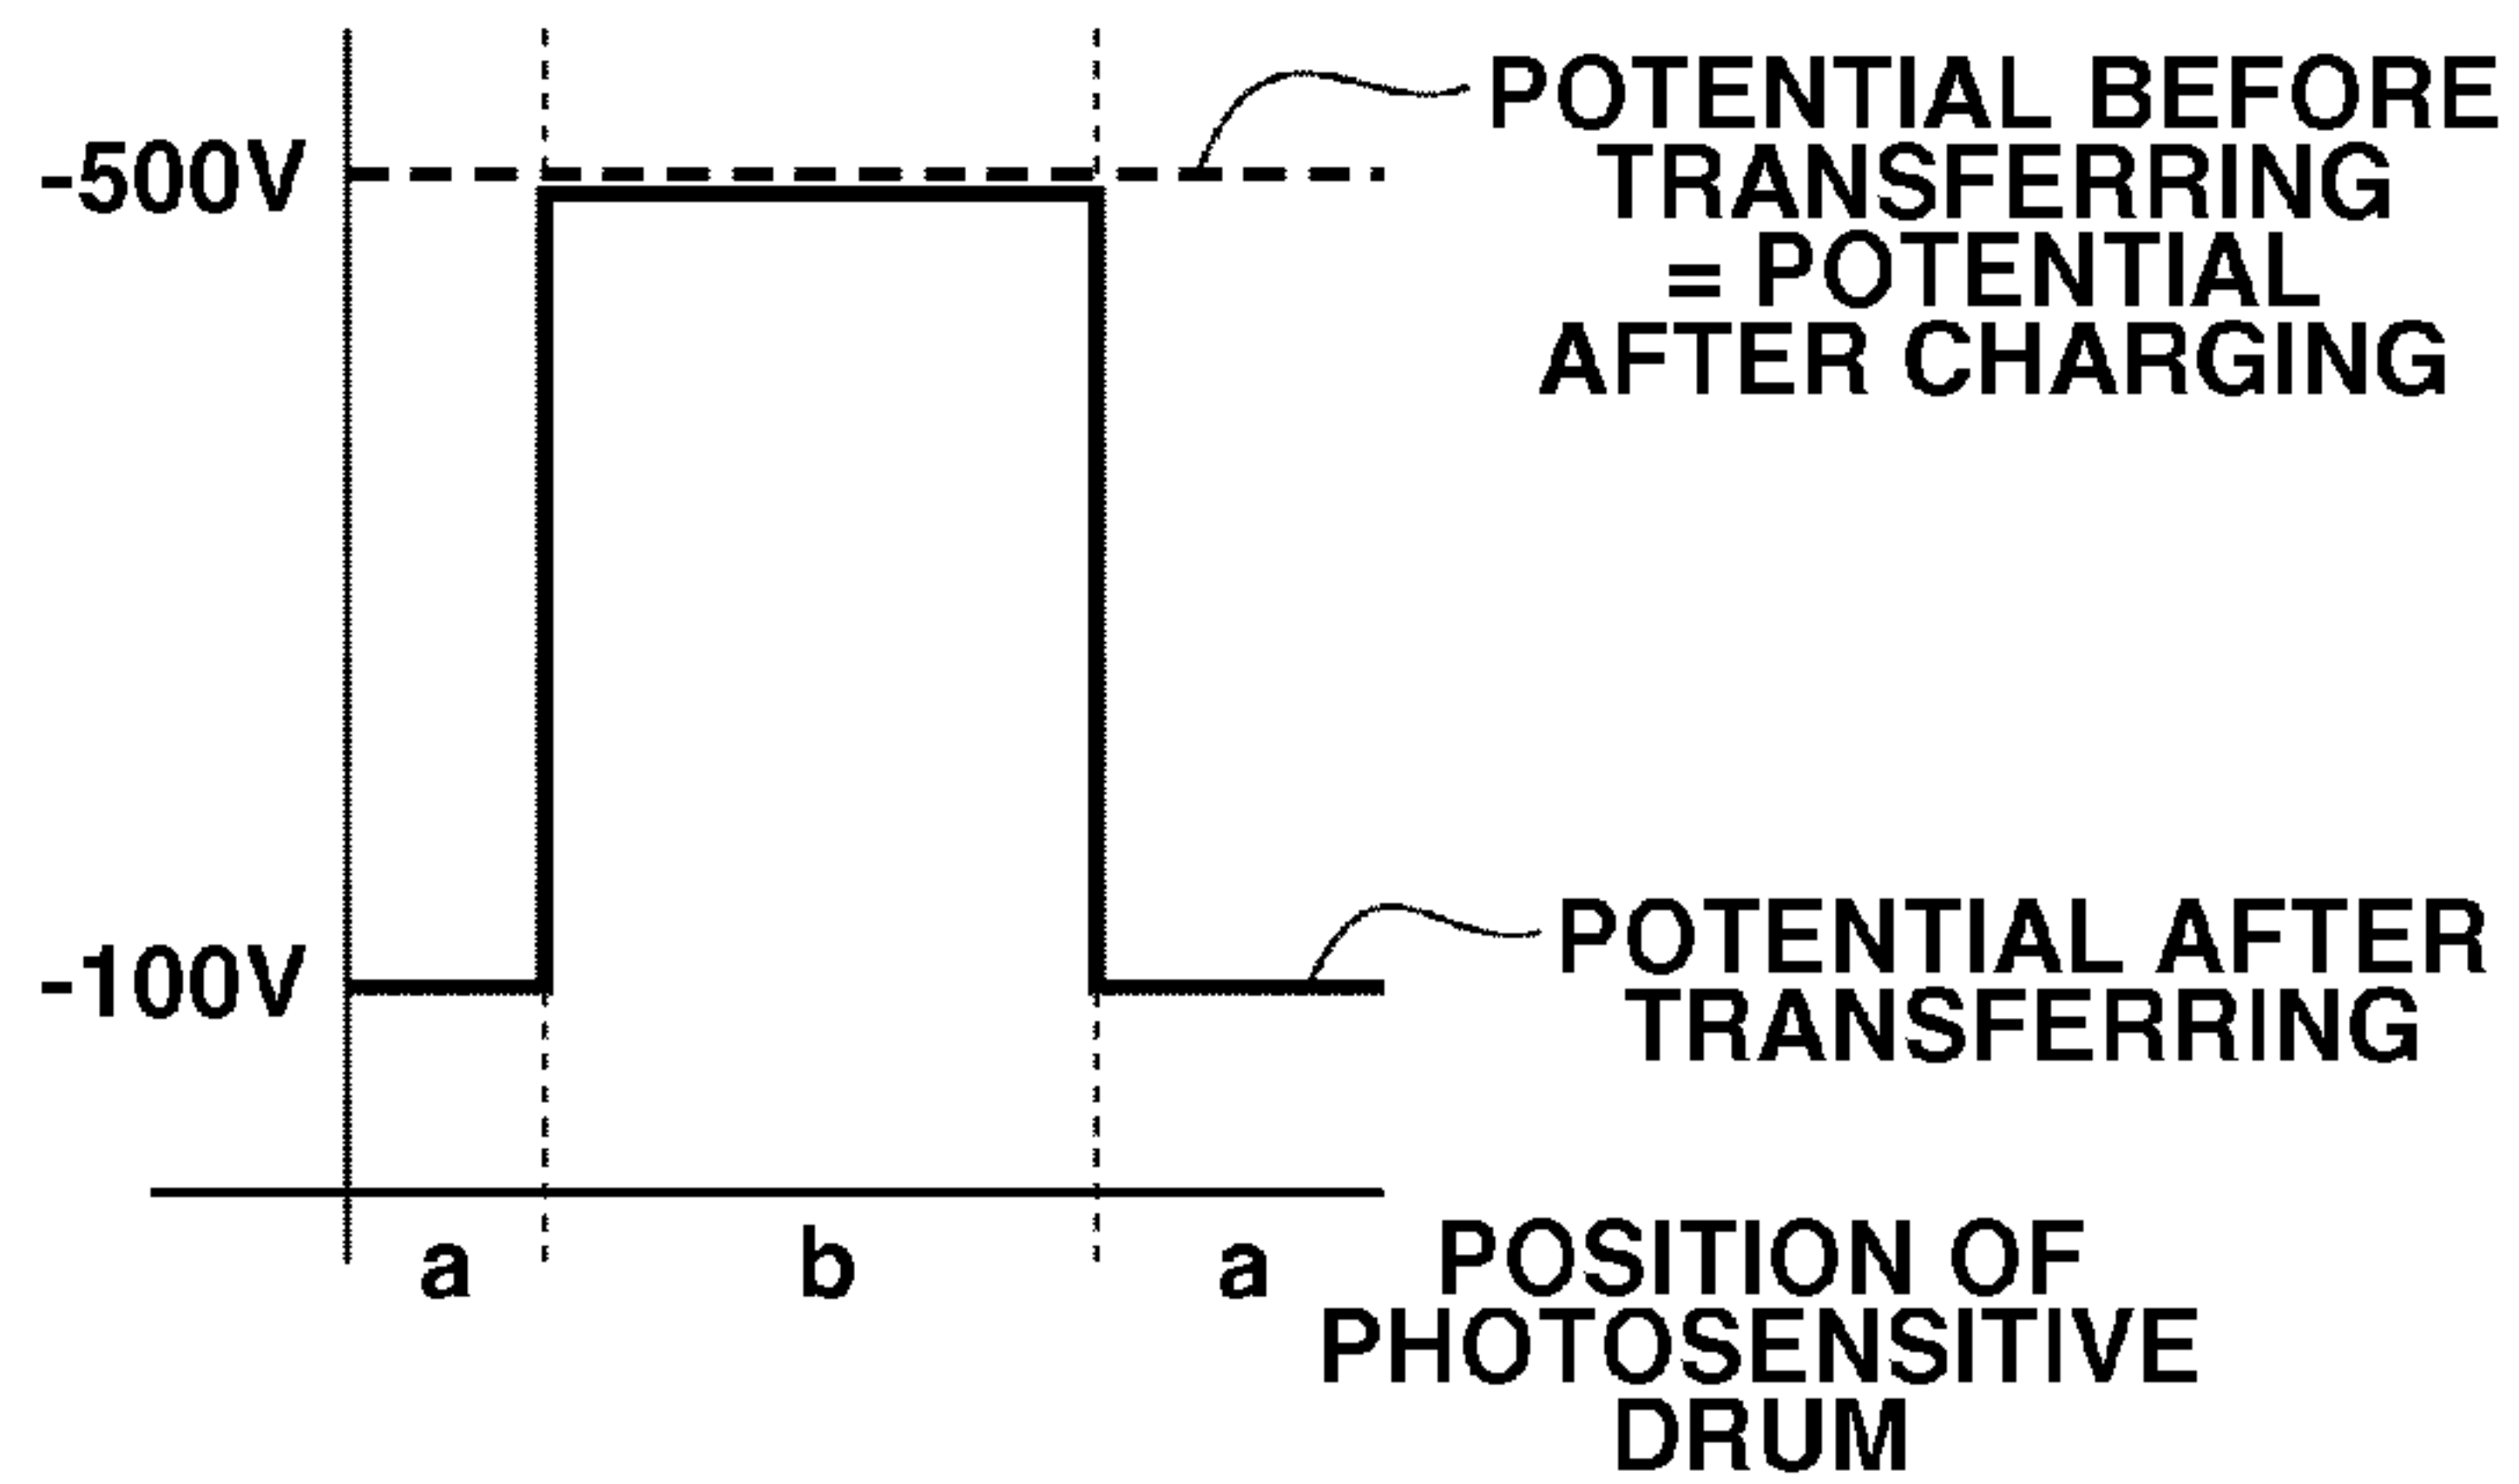 POTENTIAL BEFORE
TRANSFERRING
= POTENTIAL
AFTER CHARGING
-500V
-100V
POTENTIAL AFTER
TRANSFERRING
a
b
a
POSITION OF
PHOTOSENSITIVE
DRUM